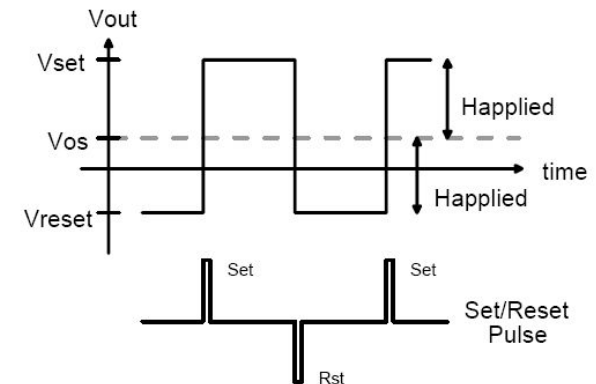 Vout
Vset
Happlied
Vos
time
Happlied
Vreset
Set
Set
Set/Reset
Pulse
Rst